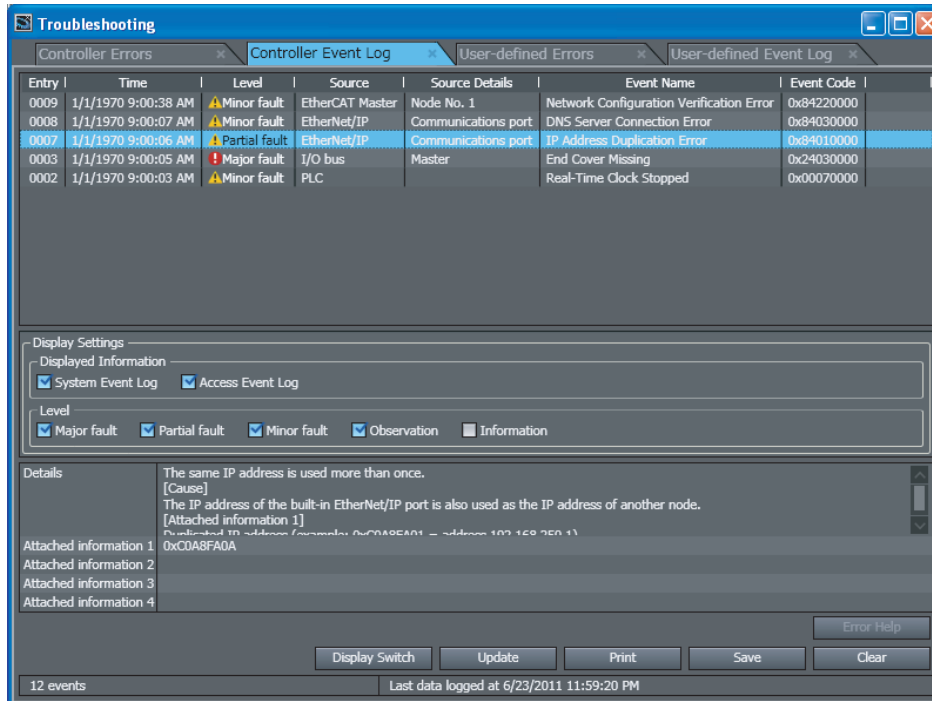 Troubleshooting
Controller Errors Controller Event Log User-defined Errors User-defined Event Log
Entry Time Level Source Source Details Event Name Event Code
0009 1/1/1970 9:00:38 AM Minor fault EtherCAT Master Node No. 1 Network Configuration Verification Error 0x84220000
0008 1/1/1970 9:00:07 AM Minor fault EtherNet/IP Communications port DNS Server Connection Error 0x84030000
0007 1/1/1970 9:00:06 AM Partial fault EtherNet/IP Communications port IP Address Duplication Error 0x84010000
0003 1/1/1970 9:00:05 AM Major fault I/O bus Master End Cover Missing 0x24030000
0002 1/1/1970 9:00:03 AM Minor fault PLC Real-Time Clock Stopped 0x00070000
Display Settings
Displayed Information
System Event Log Access Event Log
Level
Major fault Partial fault Minor fault Observation Information
Details The same IP address is used more than once.
[Cause]
The IP address of the built-in EtherNet/IP port is also used as the IP address of another node.
[Attached information 1]
Duplicated IP address (example: 0xC0A8FA01 = address 192.168.250.1)
Attached information 1 0xC0A8FA0A
Attached information 2
Attached information 3
Attached information 4
Error Help
Display Switch Update Print Save Clear
12 events Last data logged at 6/23/2011 11:59:20 PM